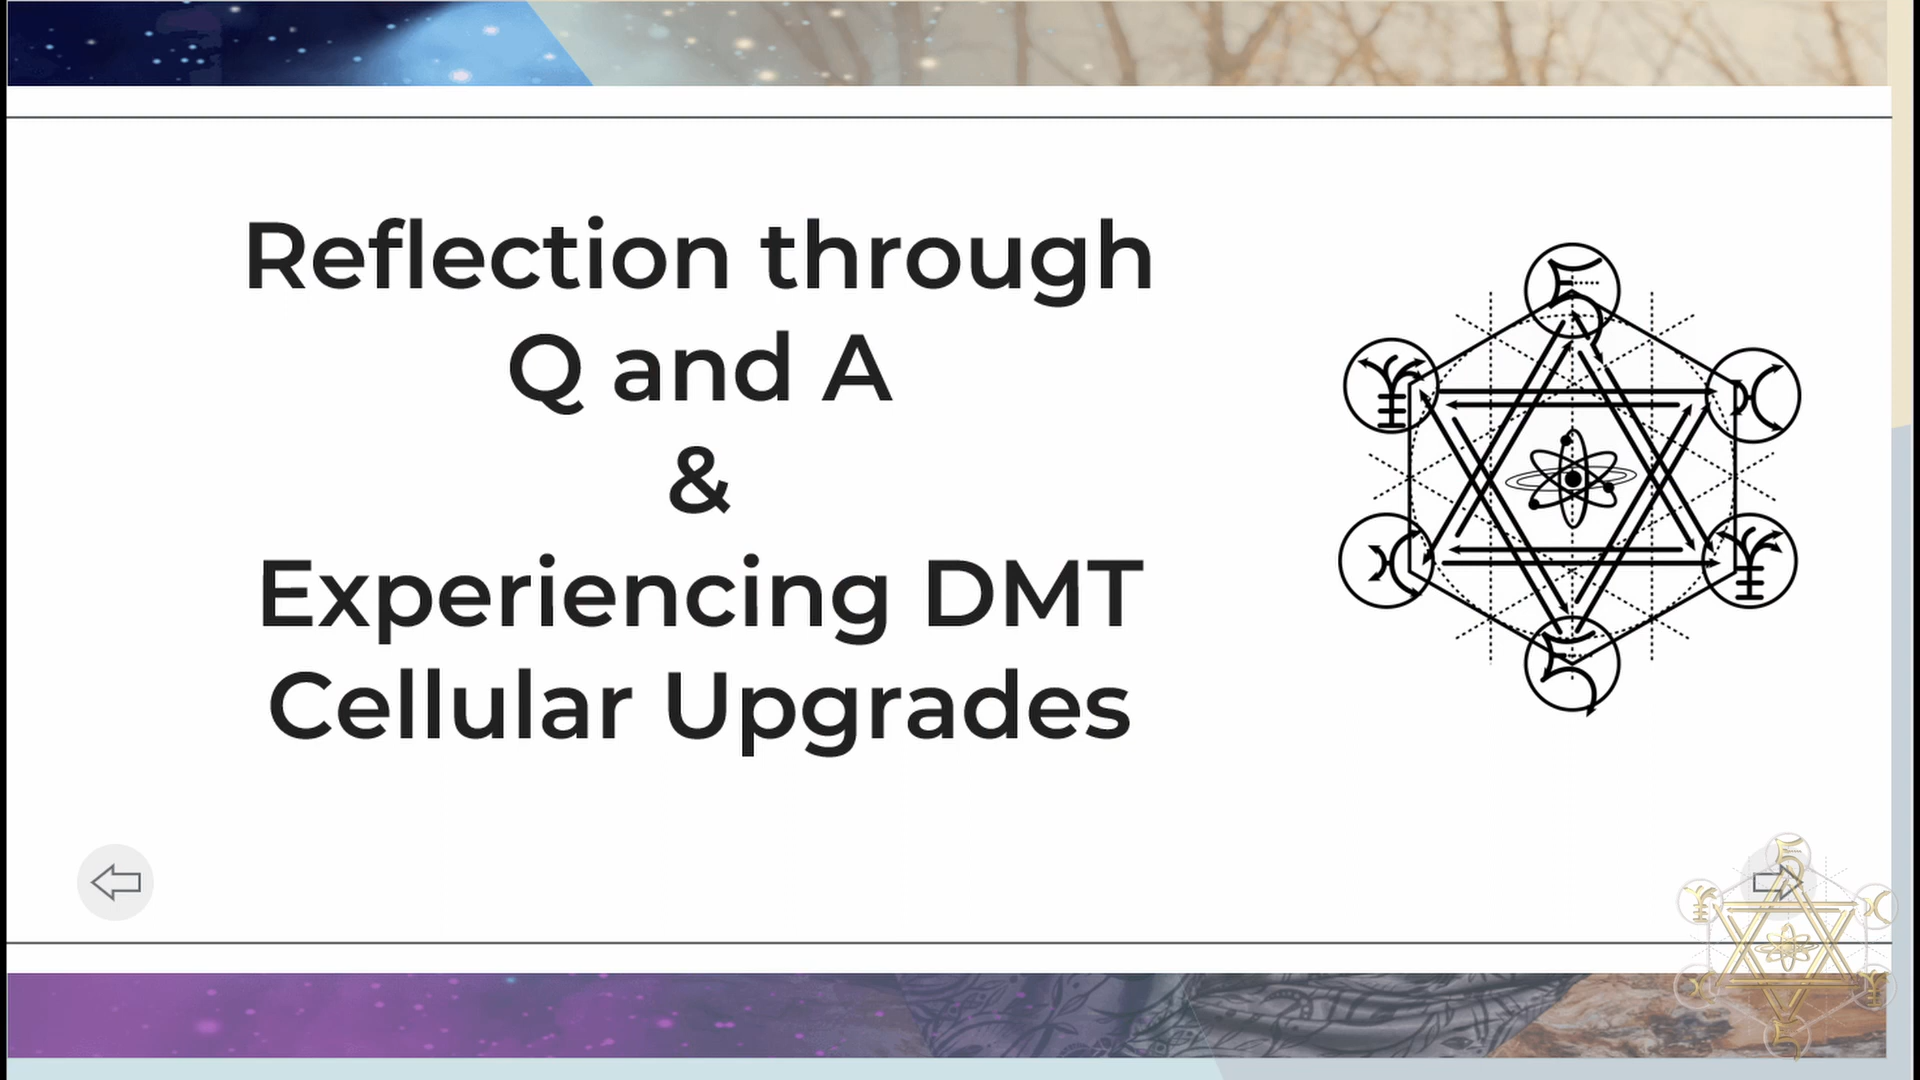 Reflection through
Q and A
&
Experiencing DMT
Cellular Upgrades